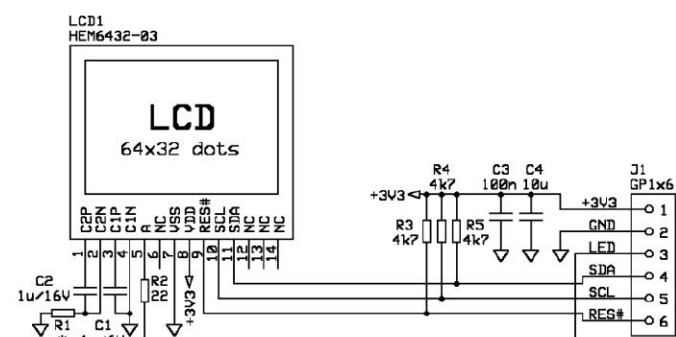 LCD1
HEM6432-03
LCD
64x32 dots
C2P
C2N
C1P
C1N
A
NC
VSS
VDD
RES#
SCL
SDA
NC
NC
NC
1
2
3
4
5
6
7
8
9
10
11
12
13
14
C2
1u/16V
R1
C1
R2
22
+3V3
+3V3
R3
4k7
R4
4k7
R5
4k7
C3
100n
C4
10u
J1
GP1x6
+3V3
1
GND
2
LED
3
SDA
4
SCL
5
RES#
6